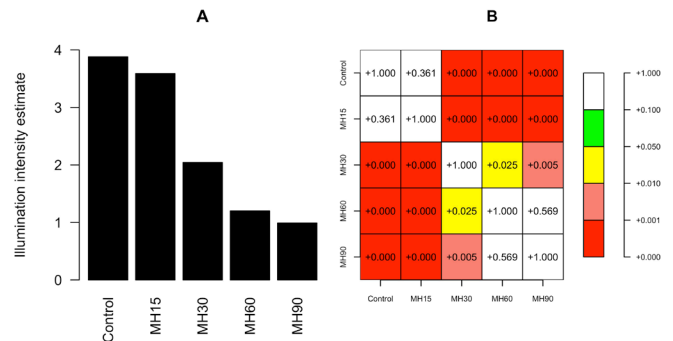 A
Illumination intensity estimate
4
3
2
1
0
Control
MH15
MH30
MH60
MH90
B
Control
MH15
MH30
MH60
MH90
+1.000 +0.361 +0.000 +0.000 +0.000
+0.361 +1.000 +0.000 +0.000 +0.000
+0.000 +0.000 +1.000 +0.025 +0.005
+0.000 +0.000 +0.025 +1.000 +0.569
+0.000 +0.000 +0.005 +0.569 +1.000
Control MH15 MH30 MH60 MH90
+1.000
+0.100
+0.050
+0.010
+0.001
+0.000